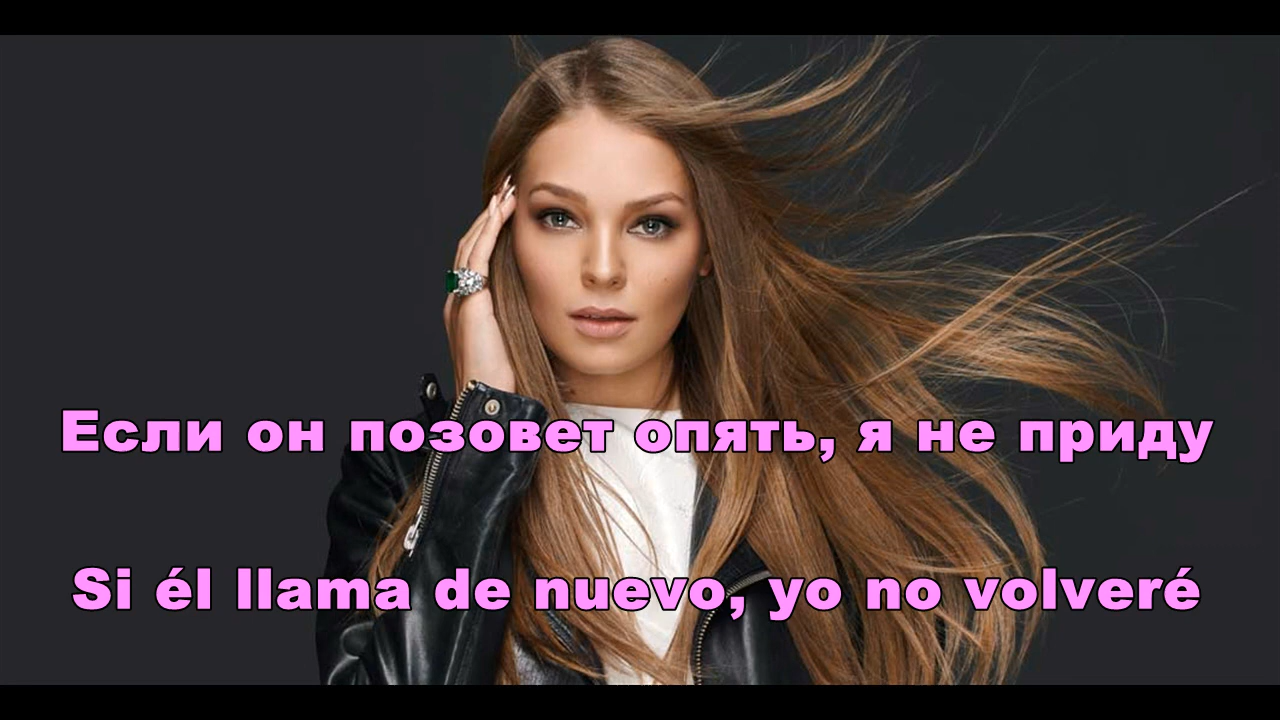 Если он позовет опять, я не приду
Si él llama de nuevo, yo no volveré